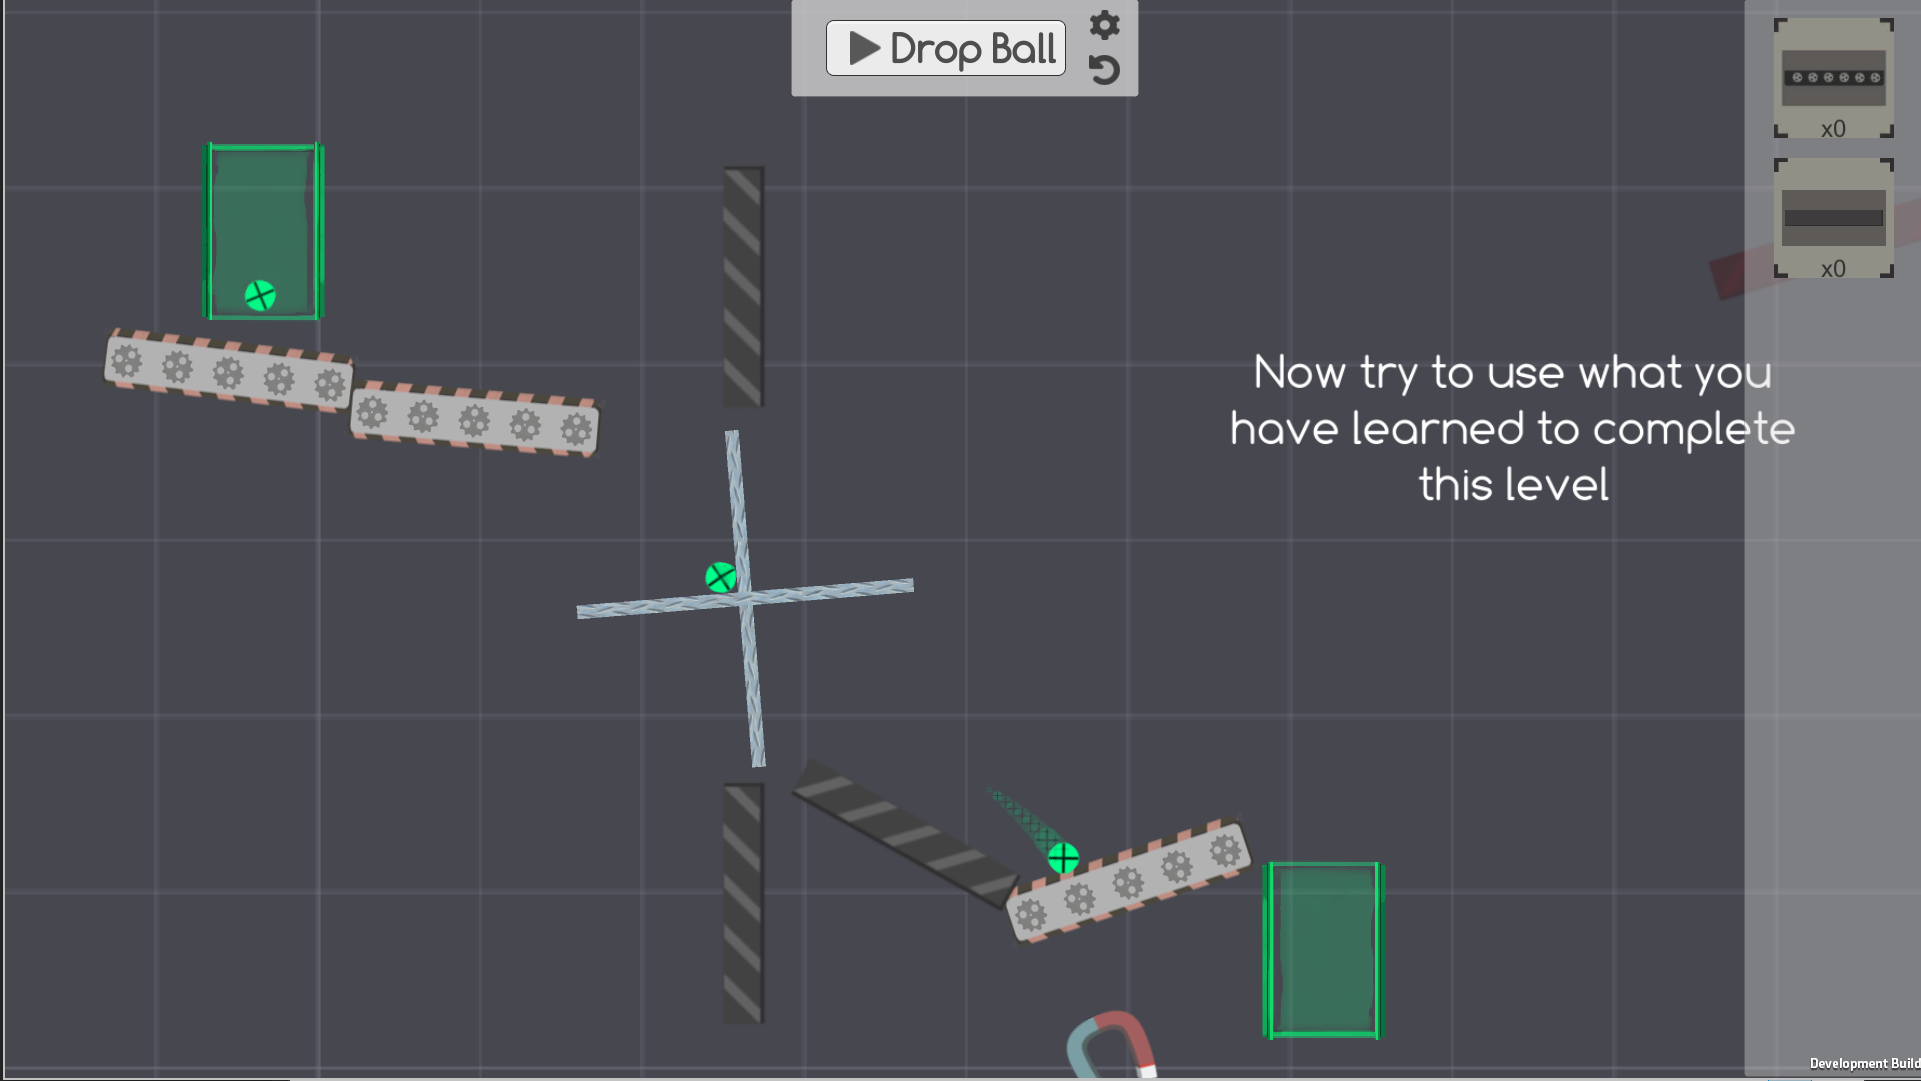 Drop Ball
x0
x0
Now try to use what you
have learned to complete
this level
Development Build